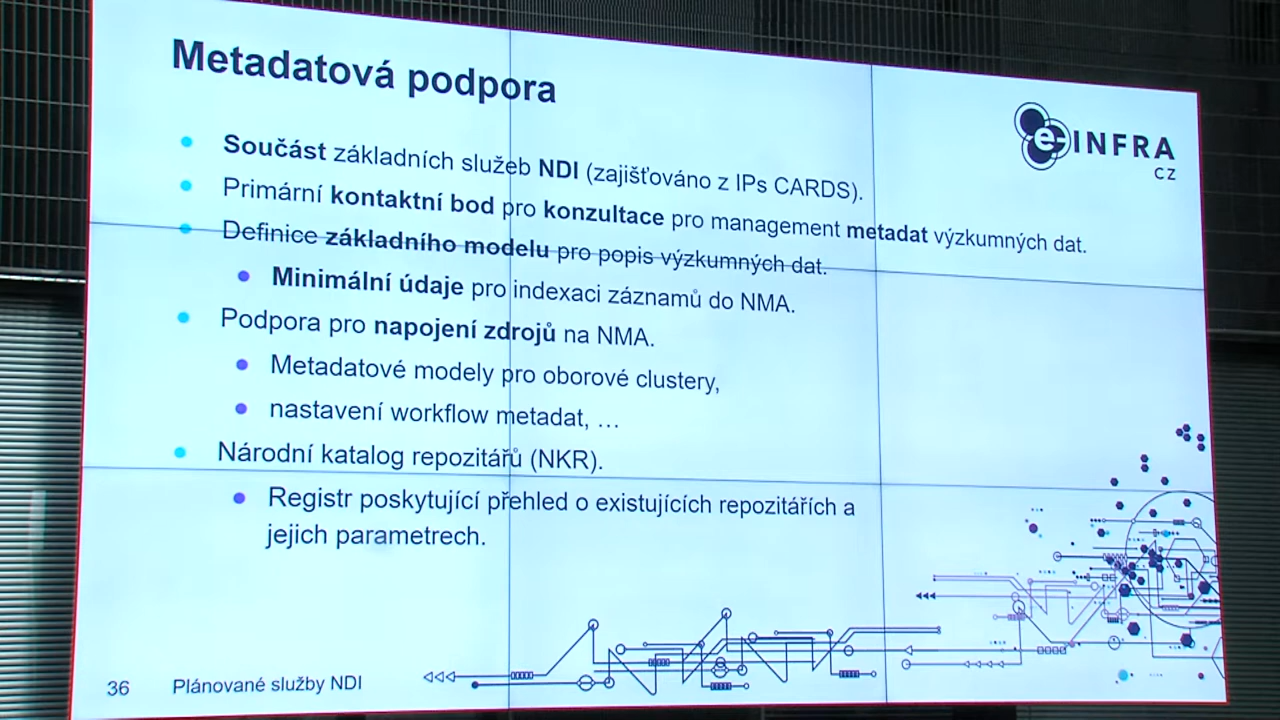 Metadatová podpora
e-INFRA
CZ
Součást základních služeb NDI (zajišťováno z IPs CARDS).
Primární kontaktní bod pro konzultace pro management metadat výzkumných dat.
Definice základního modelu pro popis výzkumných dat.
Minimální údaje pro indexaci záznamů do NMA.
Podpora pro napojení zdrojů na NMA.
Metadatové modely pro oborové clustery,
nastavení workflow metadat, …
Národní katalog repozitářů (NKR).
Registr poskytující přehled o existujících repozitářích a
jejich parametrech.
36 Plánované služby NDI